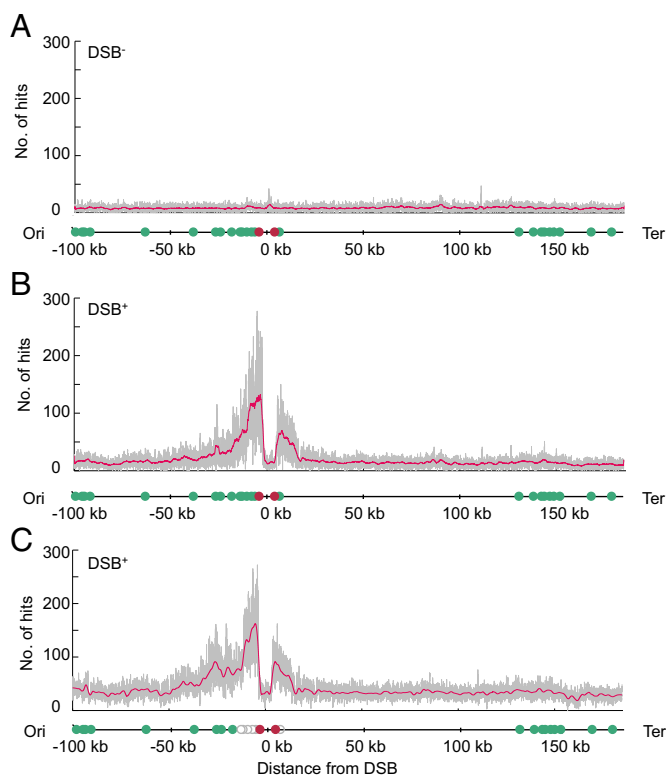 A
DSB-
300
200
100
0
No. of hits
Ori
Ter
-100 kb -50 kb 0 kb 50 kb 100 kb 150 kb
B
DSB+
300
200
100
0
No. of hits
Ori
Ter
-100 kb -50 kb 0 kb 50 kb 100 kb 150 kb
C
DSB+
300
200
100
0
No. of hits
Ori
Ter
-100 kb -50 kb 0 kb 50 kb 100 kb 150 kb
Distance from DSB